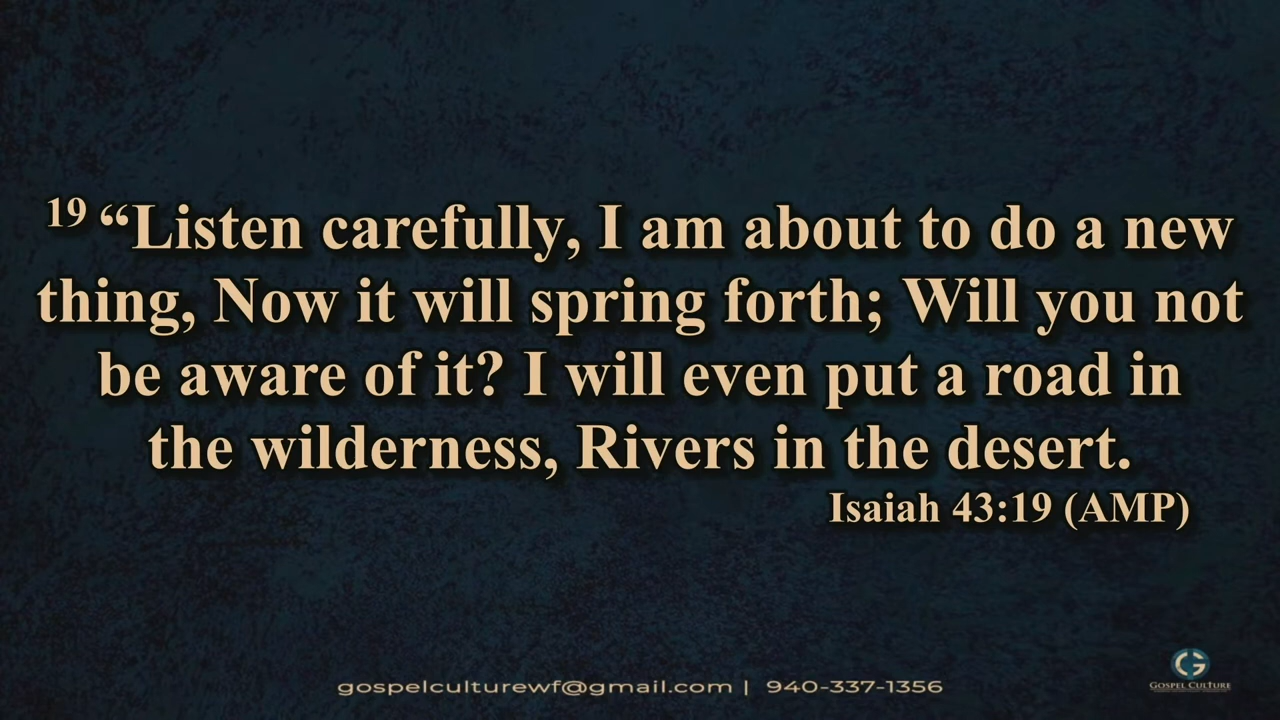 19 “Listen carefully, I am about to do a new
thing, Now it will spring forth; Will you not
be aware of it? I will even put a road in
the wilderness, Rivers in the desert.
Isaiah 43:19 (AMP)
gospelculturewf@gmail.com | 940-337-1356
GOSPEL CULTURE